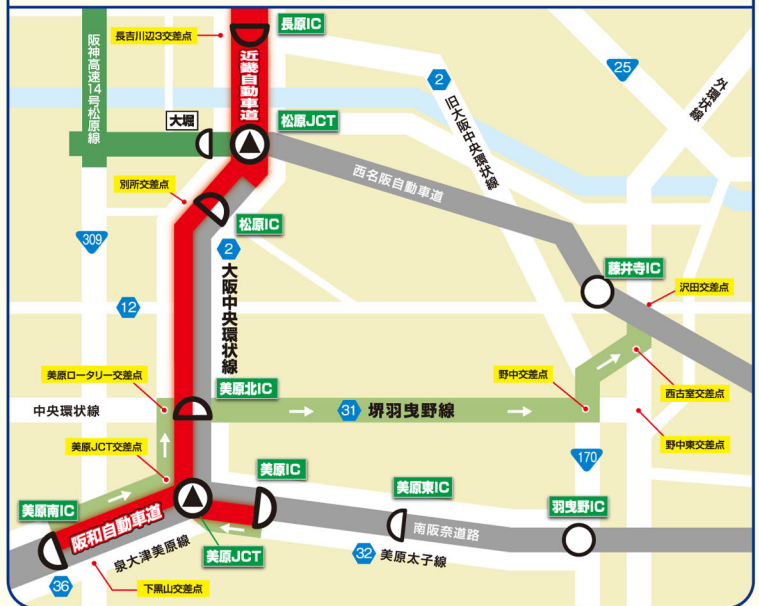 長原IC
長吉川辺3交差点
近畿自動車道
阪神高速14号松原線
2
25
外環状線
旧大阪中央環状線
大堀
松原JCT
西名阪自動車道
別所交差点
松原IC
309
2
大阪中央環状線
藤井寺IC
沢田交差点
12
美原ロータリー交差点
美原北IC
野中交差点
西古室交差点
中央環状線
31
堺羽曳野線
美原JCT交差点
野中東交差点
170
美原IC
美原東IC
美原南IC
阪和自動車道
羽曳野IC
南阪奈道路
泉大津美原線
美原JCT
32
美原太子線
36
下黒山交差点